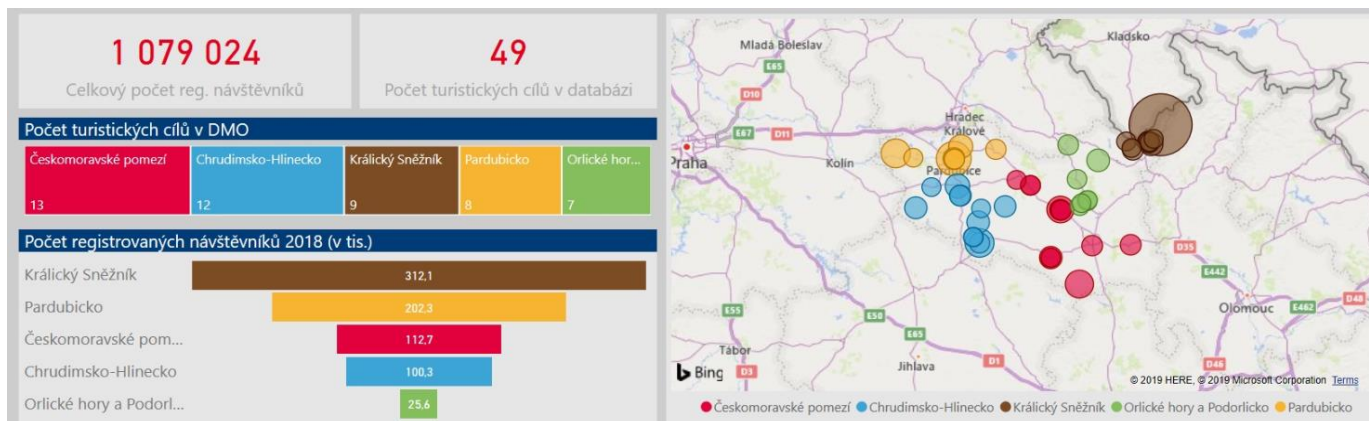 1 079 024
Celkový počet reg. návštěvníků
49
Počet turistických cílů v databázi
Počet turistických cílů v DMO
Českomoravské pomezí
13
Chrudimsko-Hlinecko
12
Králický Sněžník
9
Pardubicko
8
Orlické hor...
7
Počet registrovaných návštěvníků 2018 (v tis.)
Králický Sněžník
312,1
Pardubicko
202,3
Českomoravské pom...
112,7
Chrudimsko-Hlinecko
100,3
Orlické hory a Podorl...
25,6
Kladsko
Mladá Boleslav
E65
D10
Hradec
Králové
E67
D11
Praha
Kolín
Pardubice
D35
E442
Olomouc
E462
D48
E55
E50
E65
D46
Tábor
D3
Jihlava
D1
Bing
© 2019 HERE, © 2019 Microsoft Corporation Terms
Českomoravské pomezí
Chrudimsko-Hlinecko
Králický Sněžník
Orlické hory a Podorlicko
Pardubicko